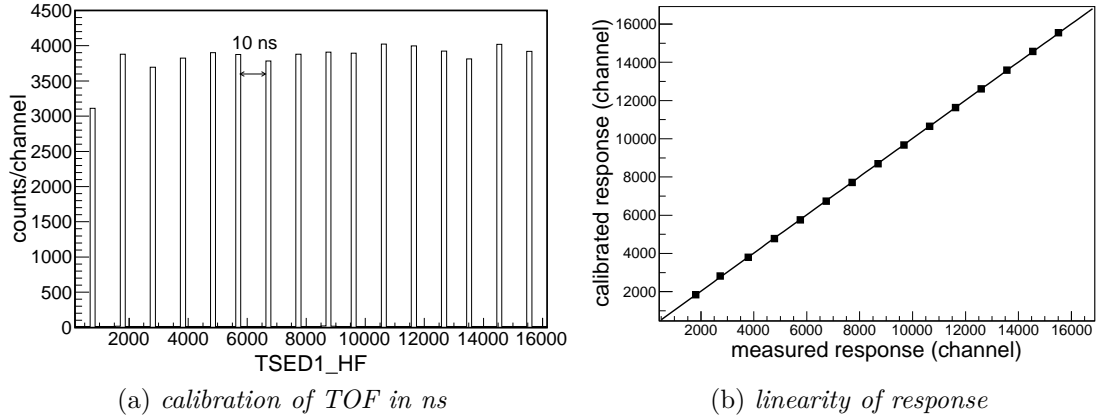 counts/channel
4500
4000
3500
3000
2500
2000
1500
1000
500
0
10 ns
2000 4000 6000 8000 10000 12000 14000 16000
TSED1_HF
(a) calibration of TOF in ns
calibrated response (channel)
16000
14000
12000
10000
8000
6000
4000
2000
2000 4000 6000 8000 10000 12000 14000 16000
measured response (channel)
(b) linearity of response